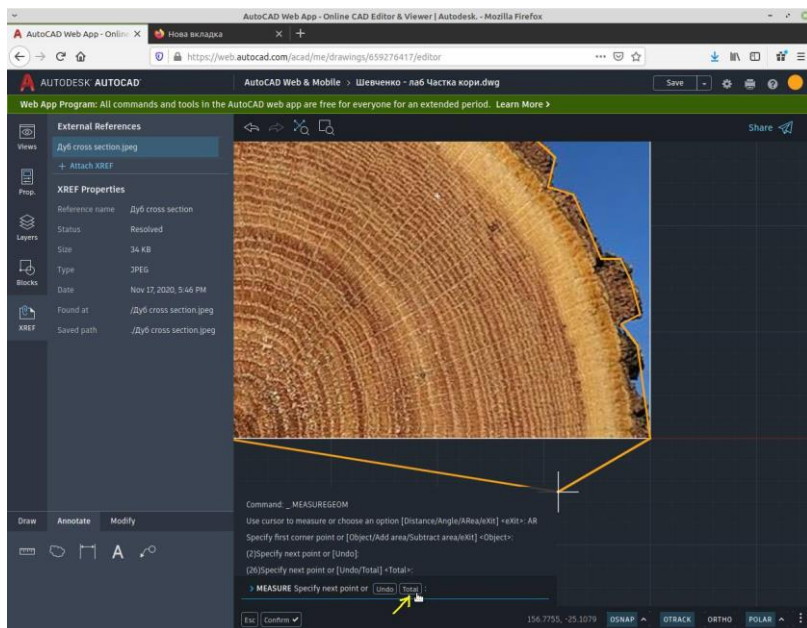 AutoCAD Web App - Online CAD Editor & Viewer | Autodesk. - Mozilla Firefox
AutoCAD Web App - Online
Нова вкладка
https://web.autocad.com/acad/me/drawings/659276417/editor
AUTODESK AUTOCAD
AutoCAD Web & Mobile > Шевченко - лаб Частка кори.dwg
Save
Web App Program: All commands and tools in the AutoCAD web app are free for everyone for an extended period. Learn More >
Views
External References
Share
Дуб cross section.jpeg
+ Attach XREF
Prop.
XREF Properties
Reference name Дуб cross section
Layers
Status Resolved
Size 34 KB
Type JPEG
Blocks
Date Nov 17, 2020, 5:46 PM
Found at /Дуб cross section.jpeg
XREF
Saved path ./Дуб cross section.jpeg
Command: _MEASUREGEOM
Use cursor to measure or choose an option [Distance/Angle/ARea/eXit] <eXit>: AR
Draw Annotate Modify
Specify first corner point or [Object/Add area/Subtract area/eXit] <Object>:
(2)Specify next point or [Undo]:
A
(26)Specify next point or [Undo/Total] <Total>:
> MEASURE Specify next point or Undo Total :
Esc Confirm
156.7755, -25.1079 OSNAP OTRACK ORTHO POLAR